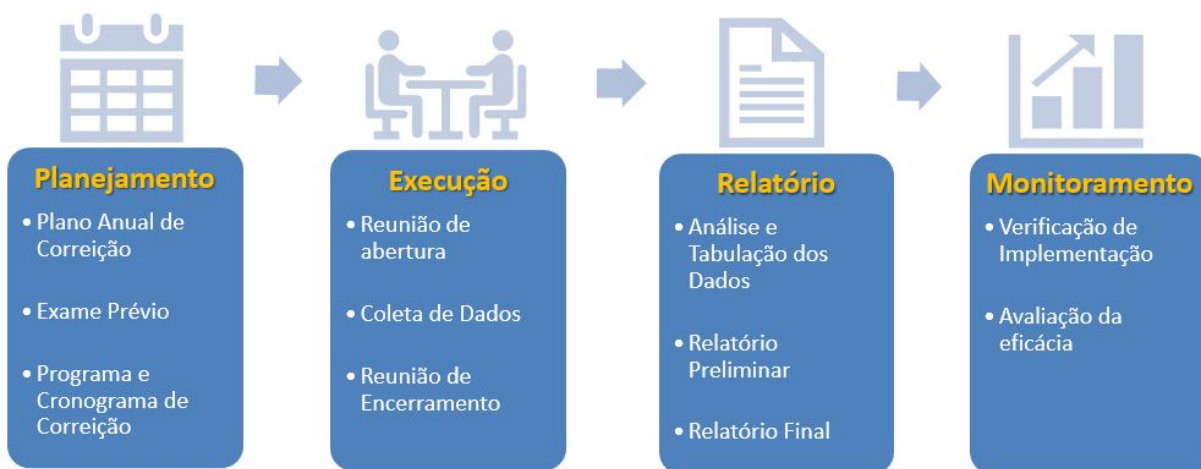 Planejamento
• Plano Anual de
Correição
• Exame Prévio
• Programa e
Cronograma de
Correição
Execução
• Reunião de
abertura
• Coleta de Dados
• Reunião de
Encerramento
Relatório
• Análise e
Tabulação dos
Dados
• Relatório
Preliminar
• Relatório Final
Monitoramento
• Verificação de
Implementação
• Avaliação da
eficácia